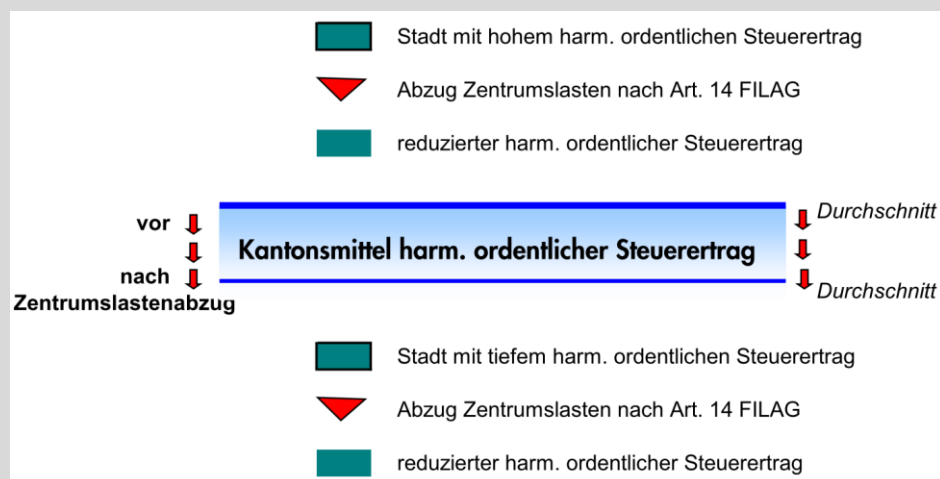 Stadt mit hohem harm. ordentlichen Steuerertrag
Abzug Zentrumslasten nach Art. 14 FILAG
reduzierter harm. ordentlicher Steuerertrag
vor
Durchschnitt
Kantonsmittel harm. ordentlicher Steuerertrag
nach
Zentrumslastenabzug
Durchschnitt
Stadt mit tiefem harm. ordentlichen Steuerertrag
Abzug Zentrumslasten nach Art. 14 FILAG
reduzierter harm. ordentlicher Steuerertrag